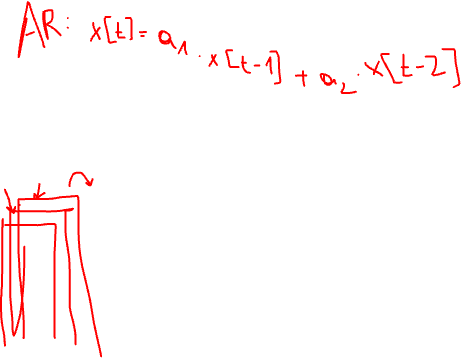 AR: x[t] = a₁ · x[t-1] + a₂ · x[t-2]